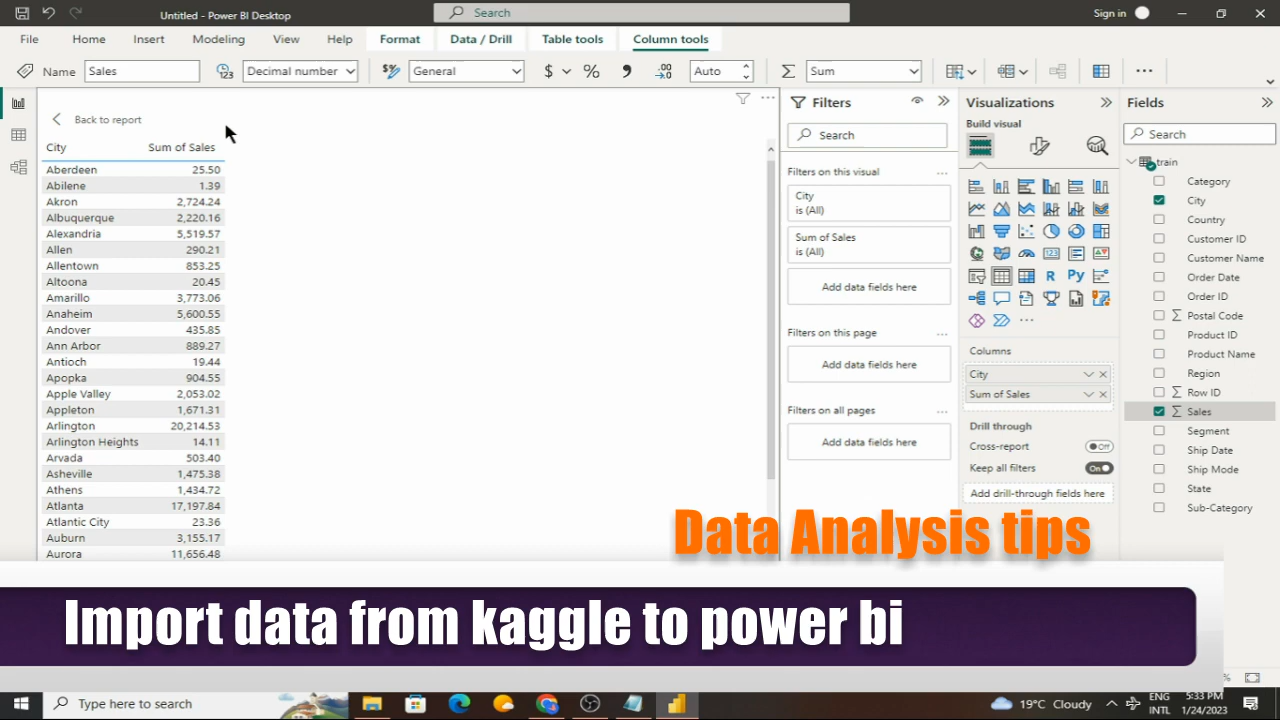 Untitled - Power BI Desktop
Search
Sign in
File Home Insert Modeling View Help Format Data / Drill Table tools Column tools
Name Sales Decimal number General Auto Sum
Back to report
City Sum of Sales
Aberdeen 25.50
Abilene 1.39
Akron 2,724.24
Albuquerque 2,220.16
Alexandria 5,519.57
Allen 290.21
Allentown 853.25
Altoona 20.45
Amarillo 3,773.06
Anaheim 5,600.55
Andover 435.85
Ann Arbor 889.27
Antioch 19.44
Apopka 904.55
Apple Valley 2,053.02
Appleton 1,671.31
Arlington 20,214.53
Arlington Heights 14.11
Arvada 503.40
Asheville 1,475.38
Athens 1,434.72
Atlanta 17,197.84
Atlantic City 23.36
Auburn 3,155.17
Aurora 11,656.48
Filters
Search
Filters on this visual
City
is (All)
Sum of Sales
is (All)
Add data fields here
Filters on this page
Add data fields here
Filters on all pages
Add data fields here
Visualizations
Build visual
R Py
Columns
City
Sum of Sales
Drill through
Cross-report Off
Keep all filters On
Add drill-through fields here
Fields
Search
train
Category
City
Country
Customer ID
Customer Name
Order Date
Order ID
Postal Code
Product ID
Product Name
Region
Row ID
Sales
Segment
Ship Date
Ship Mode
State
Sub-Category
Data Analysis tips
Import data from kaggle to power bi
Type here to search
19°C Cloudy
ENG
INTL
5:33 PM
1/24/2023